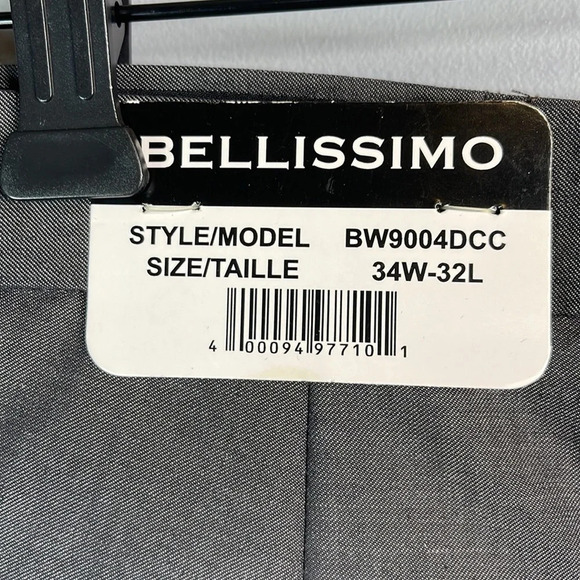 BELLISSIMO
STYLE/MODEL BW9004DCC
SIZE/TAILLE 34W-32L
4 00094 97710 1